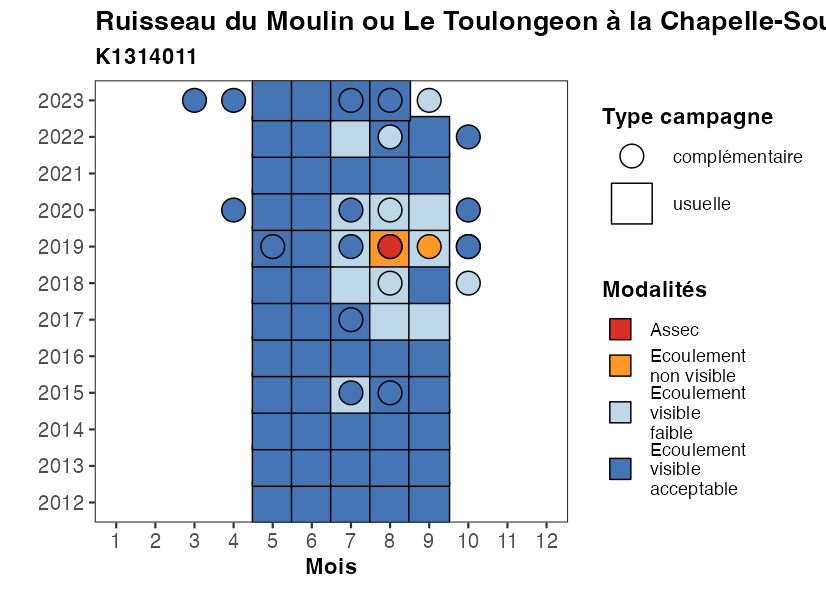 Ruisseau du Moulin ou Le Toulongeon à la Chapelle-Sou
K1314011
2023
2022
2021
2020
2019
2018
2017
2016
2015
2014
2013
2012
1 2 3 4 5 6 7 8 9 10 11 12
Mois
Type campagne
complémentaire
usuelle
Modalités
Assec
Ecoulement
non visible
Ecoulement
visible
faible
Ecoulement
visible
acceptable